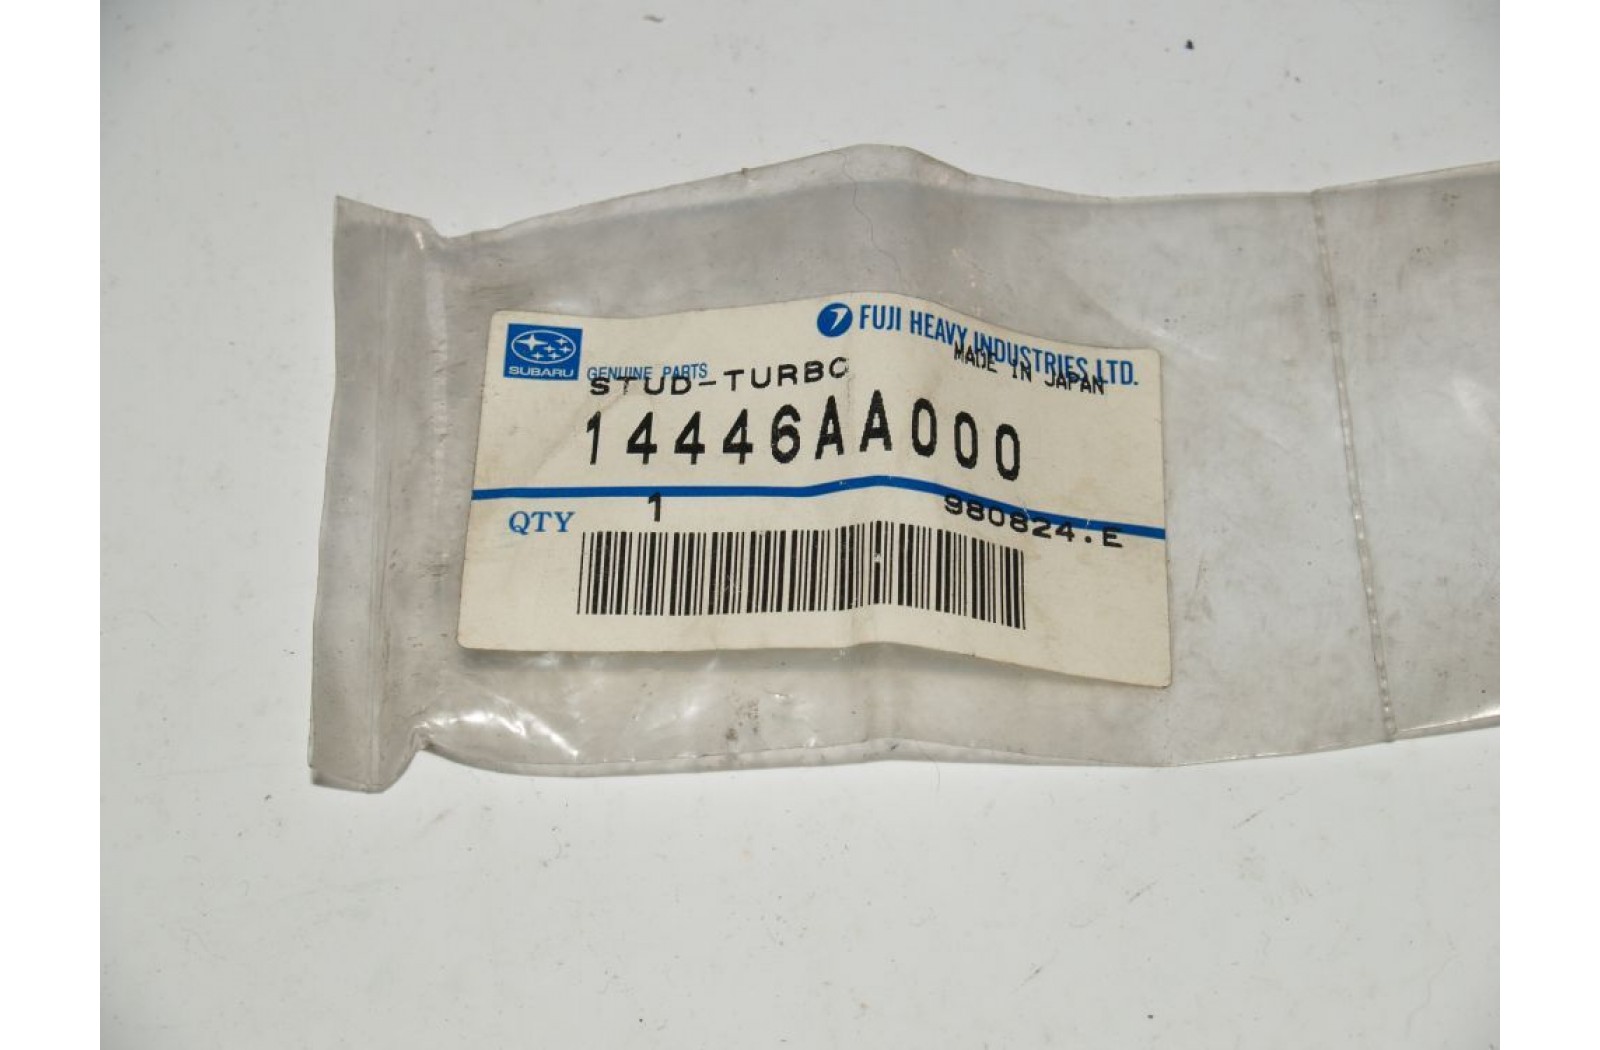 FUJI HEAVY INDUSTRIES LTD.
MADE IN JAPAN
SUBARU
GENUINE PARTS
STUD-TURBO
14446AA000
QTY 1 980824.E